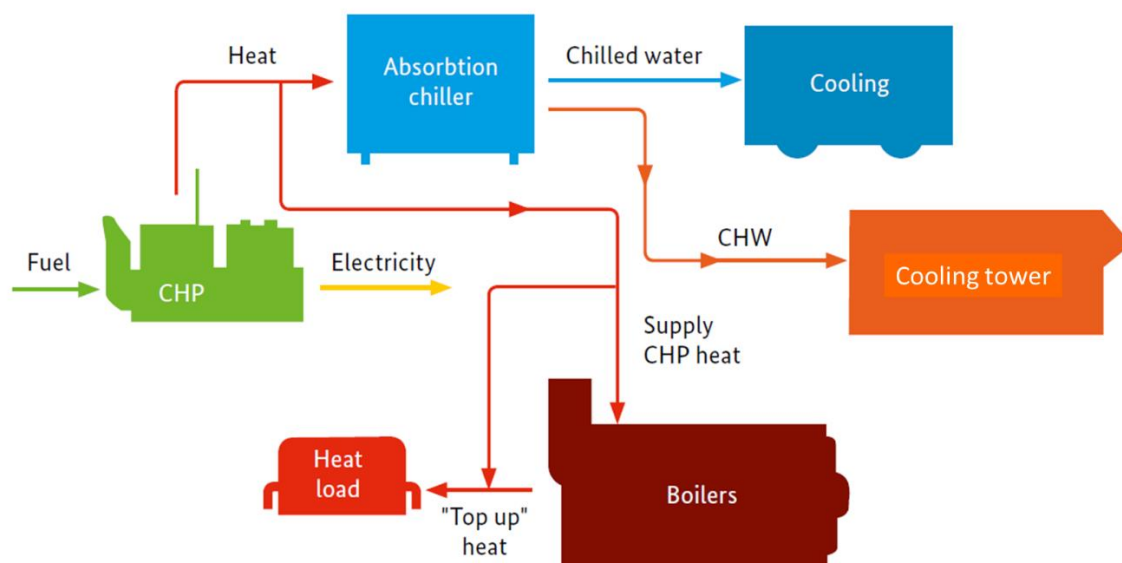 Heat
Absorbtion
chiller
Chilled water
Cooling
Fuel
CHP
Electricity
CHW
Cooling tower
Supply
CHP heat
Heat
load
"Top up"
heat
Boilers